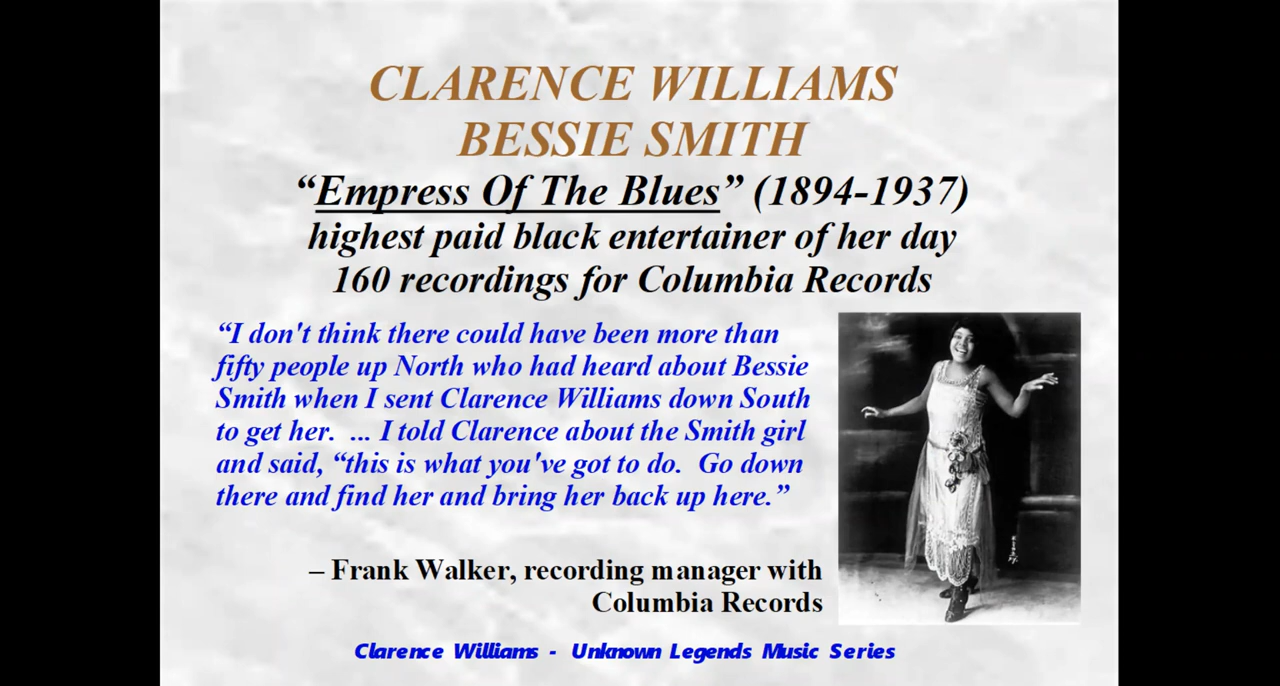 CLARENCE WILLIAMS
BESSIE SMITH
“Empress Of The Blues” (1894-1937)
highest paid black entertainer of her day
160 recordings for Columbia Records
“I don't think there could have been more than
fifty people up North who had heard about Bessie
Smith when I sent Clarence Williams down South
to get her.  ... I told Clarence about the Smith girl
and said, “this is what you've got to do.  Go down
there and find her and bring her back up here.”
– Frank Walker, recording manager with
Columbia Records
Clarence Williams -  Unknown Legends Music Series